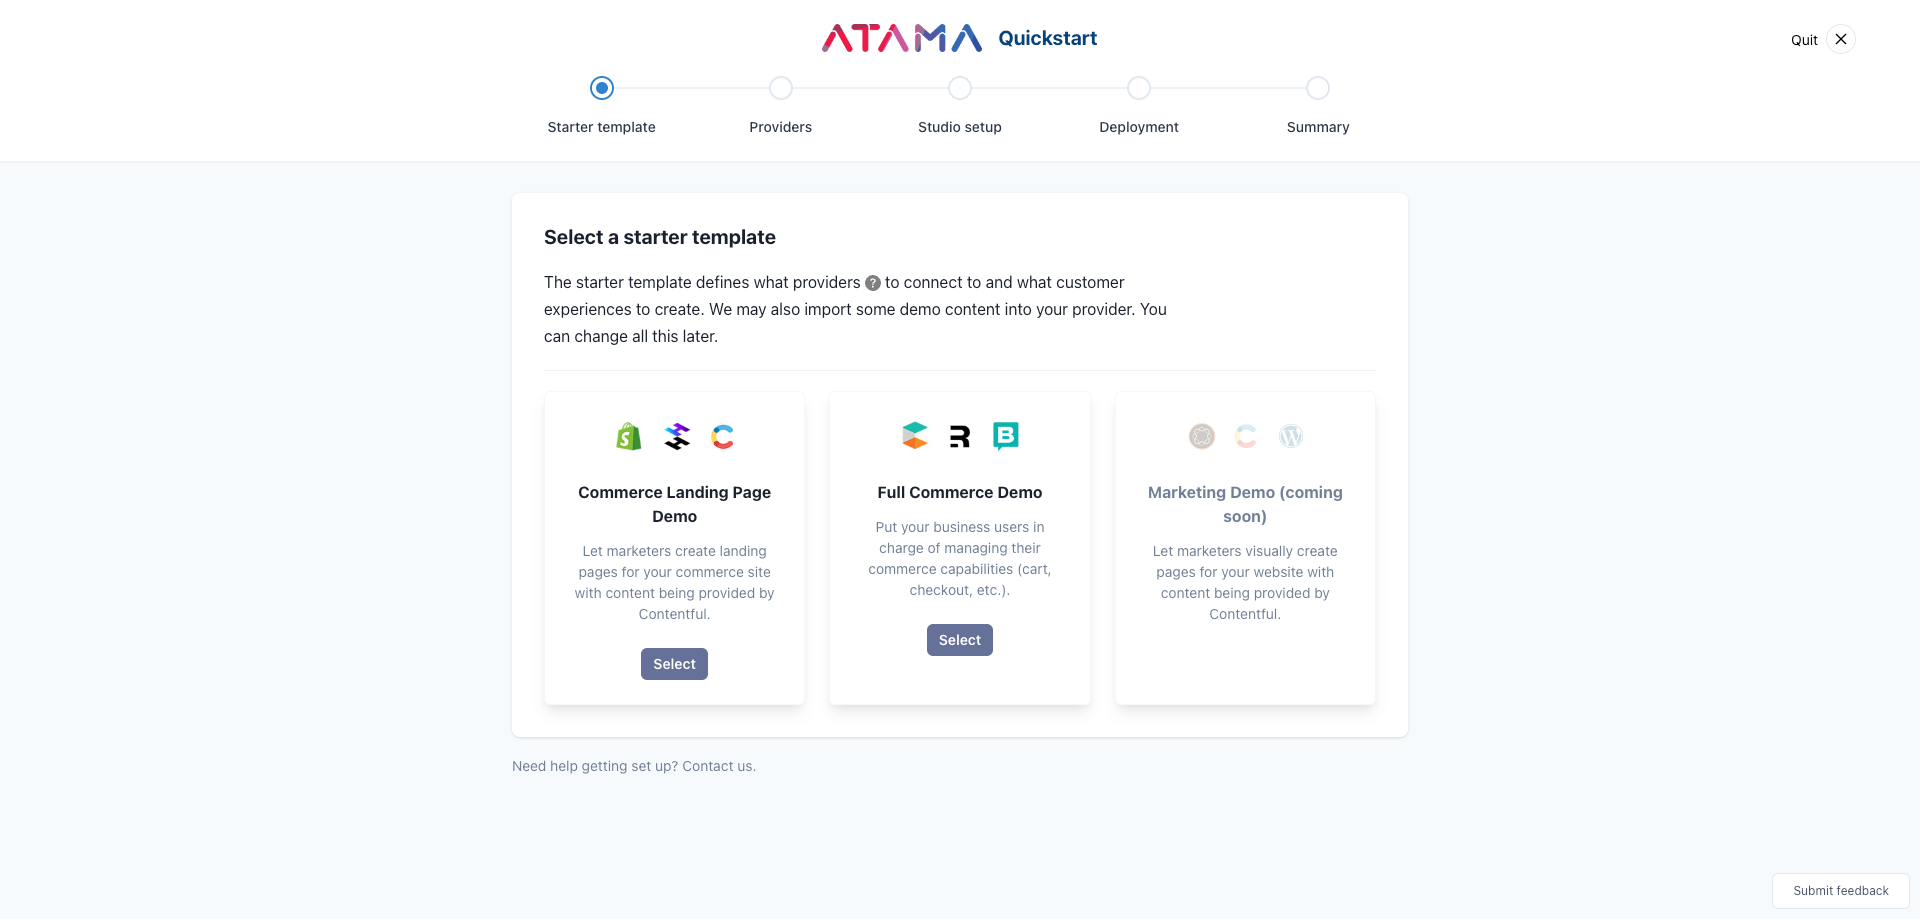 ATAMA Quickstart
Quit
Starter template
Providers
Studio setup
Deployment
Summary
Select a starter template
The starter template defines what providers ? to connect to and what customer
experiences to create. We may also import some demo content into your provider. You
can change all this later.
Commerce Landing Page
Demo
Let marketers create landing
pages for your commerce site
with content being provided by
Contentful.
Select
Full Commerce Demo
Put your business users in
charge of managing their
commerce capabilities (cart,
checkout, etc.).
Select
Marketing Demo (coming
soon)
Let marketers visually create
pages for your website with
content being provided by
Contentful.
Need help getting set up? Contact us.
Submit feedback